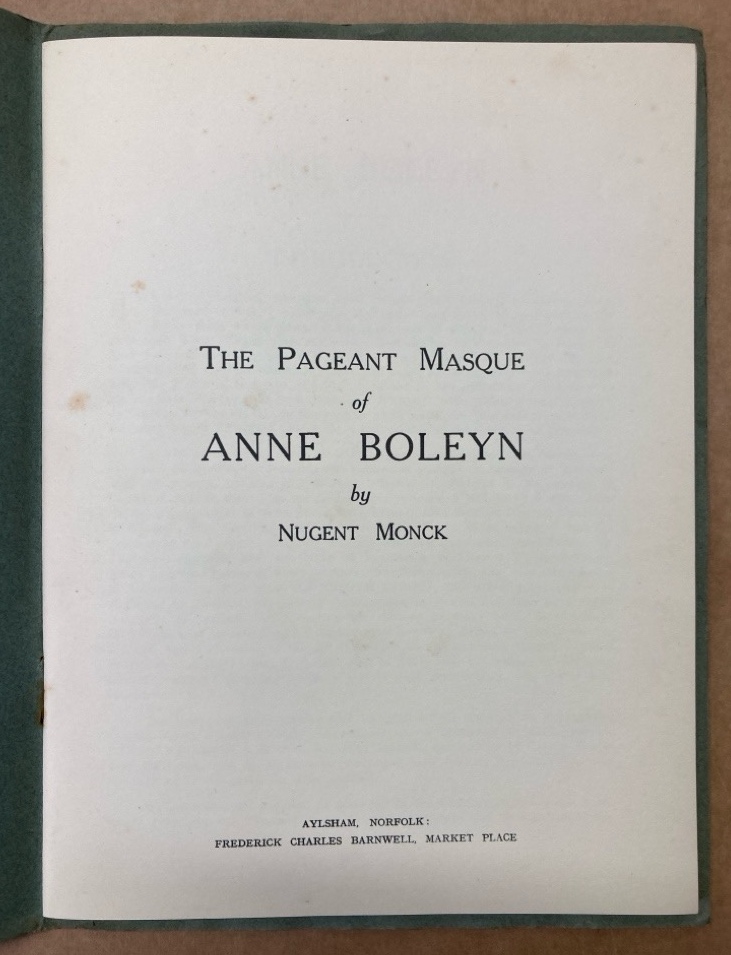 THE PAGEANT MASQUE
of
ANNE BOLEYN
by
NUGENT MONCK
AYLSHAM, NORFOLK:
FREDERICK CHARLES BARNWELL, MARKET PLACE